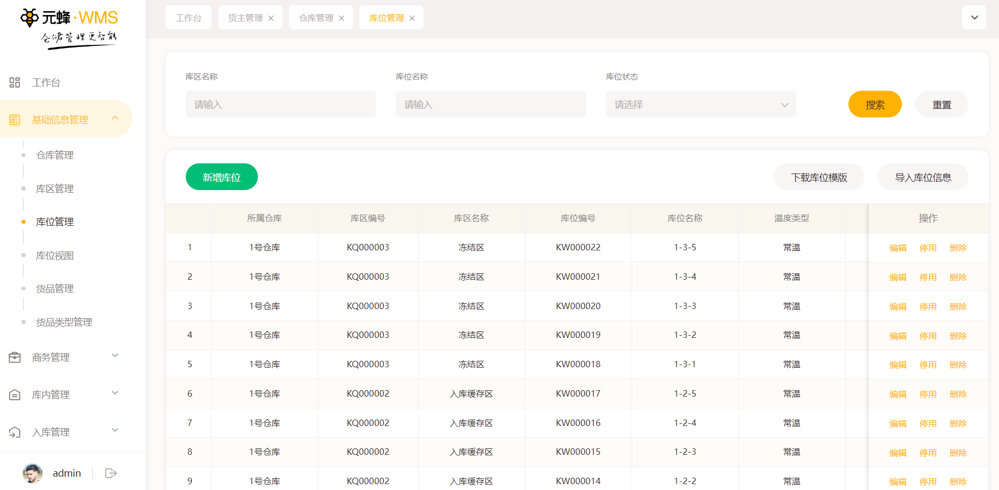 元蜂·WMS
仓储管理更智能
工作台
基础信息管理
仓库管理
库区管理
库位管理
库位视图
货品管理
货品类型管理
商务管理
库内管理
入库管理
admin
工作台 货主管理 仓库管理 库位管理
库区名称 库位名称 库位状态
请输入 请输入 请选择 搜索 重置
新增库位 下载库位模版 导入库位信息
所属仓库 库区编号 库区名称 库位编号 库位名称 温度类型 操作
1 1号仓库 KQ000003 冻结区 KW000022 1-3-5 常温 编辑 停用 删除
2 1号仓库 KQ000003 冻结区 KW000021 1-3-4 常温 编辑 停用 删除
3 1号仓库 KQ000003 冻结区 KW000020 1-3-3 常温 编辑 停用 删除
4 1号仓库 KQ000003 冻结区 KW000019 1-3-2 常温 编辑 停用 删除
5 1号仓库 KQ000003 冻结区 KW000018 1-3-1 常温 编辑 停用 删除
6 1号仓库 KQ000002 入库缓存区 KW000017 1-2-5 常温 编辑 停用 删除
7 1号仓库 KQ000002 入库缓存区 KW000016 1-2-4 常温 编辑 停用 删除
8 1号仓库 KQ000002 入库缓存区 KW000015 1-2-3 常温 编辑 停用 删除
9 1号仓库 KQ000002 入库缓存区 KW000014 1-2-2 常温 编辑 停用 删除